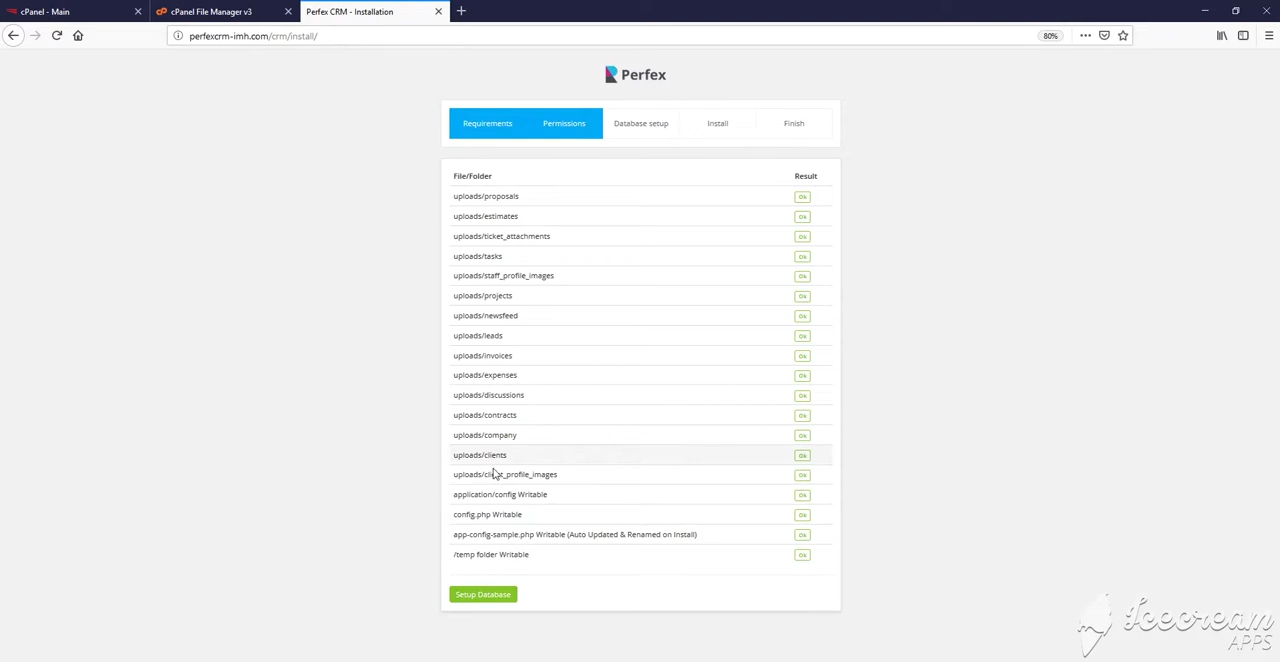 cPanel - Main
cPanel File Manager v3
Perfex CRM - Installation
perfexcrm-imh.com/crm/install/
80%
Perfex
Requirements
Permissions
Database setup
Install
Finish
File/Folder Result
uploads/proposals Ok
uploads/estimates Ok
uploads/ticket_attachments Ok
uploads/tasks Ok
uploads/staff_profile_images Ok
uploads/projects Ok
uploads/newsfeed Ok
uploads/leads Ok
uploads/invoices Ok
uploads/expenses Ok
uploads/discussions Ok
uploads/contracts Ok
uploads/company Ok
uploads/clients Ok
uploads/client_profile_images Ok
application/config Writable Ok
config.php Writable Ok
app-config-sample.php Writable (Auto Updated & Renamed on Install) Ok
/temp folder Writable Ok
Setup Database
Icecream
APPS